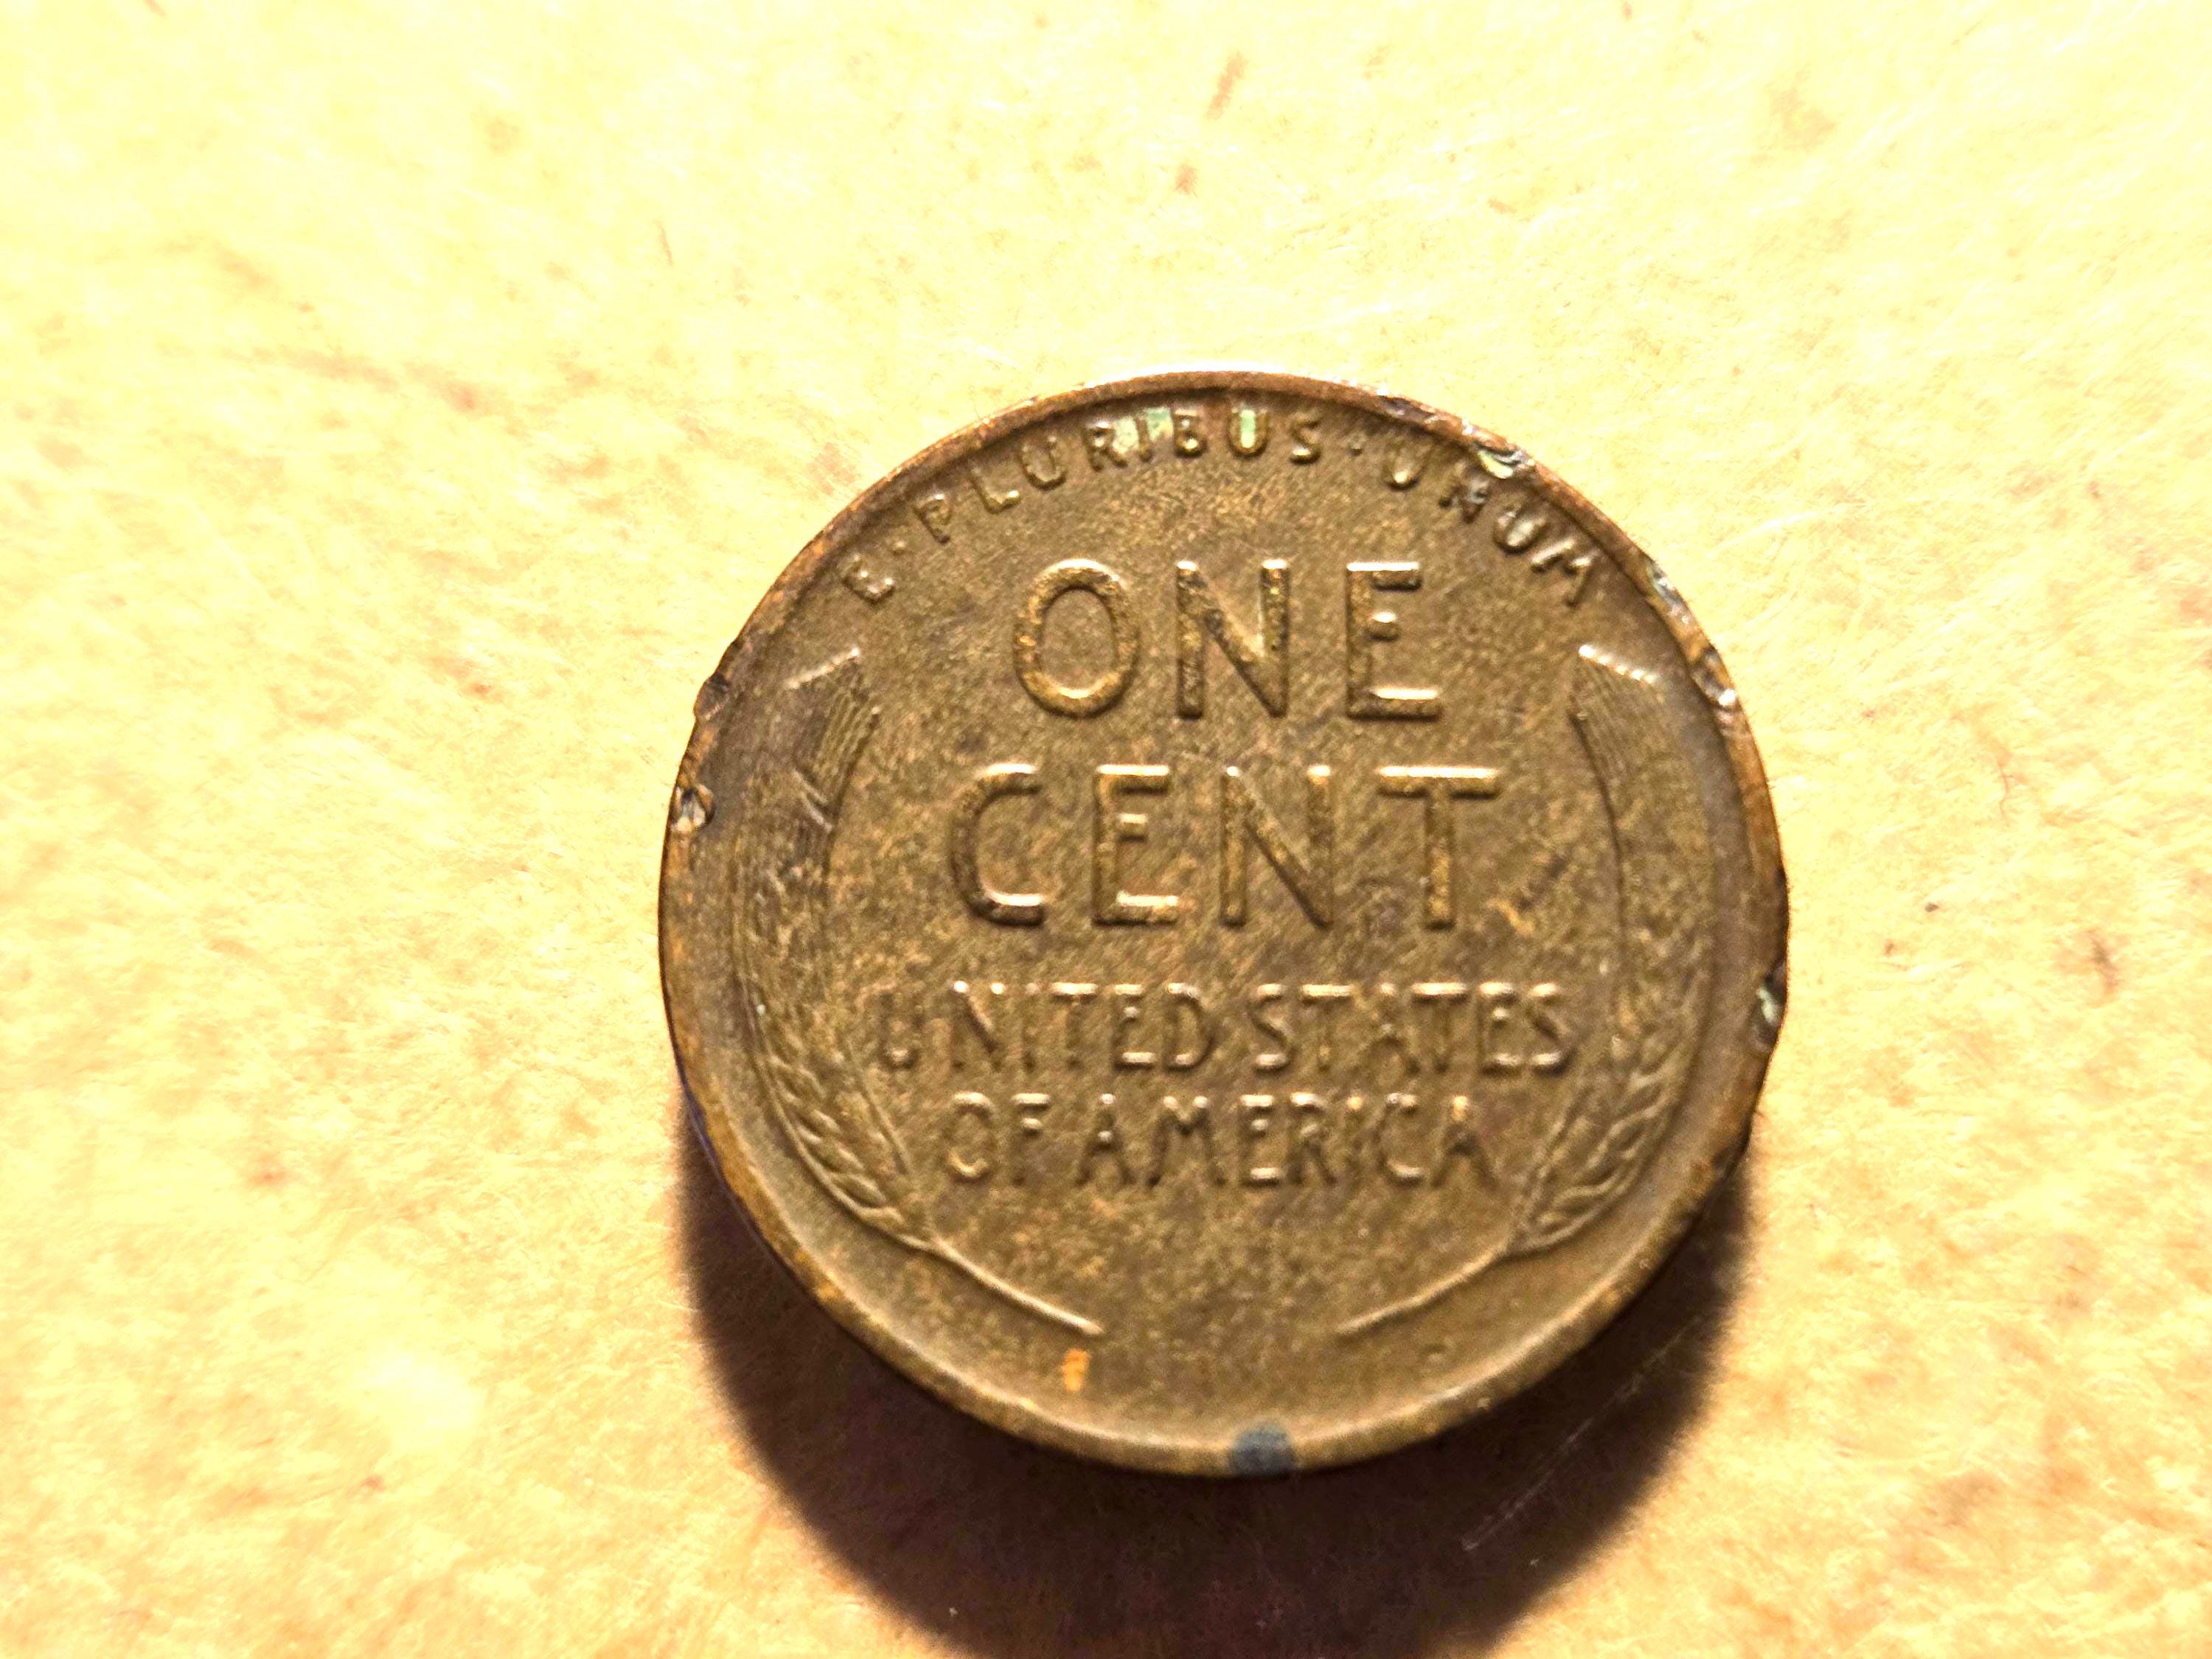 E·PLURIBUS·UNUM
ONE
CENT
UNITED STATES
OF AMERICA